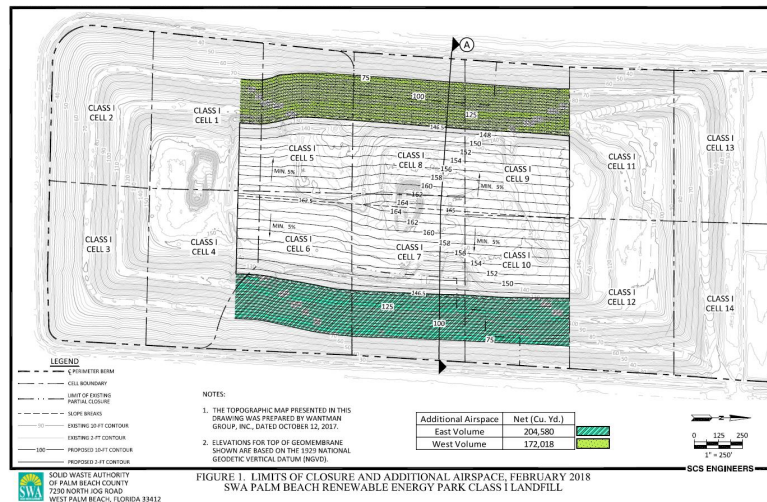 A
75
100
125
146.5
148
150
152
154
156
158
160
162
164
162.5
165
164
162
160
158
156
154
152
150
146.5
125
100
75
CLASS I
CELL 2
CLASS I
CELL 1
CLASS I
CELL 5
CLASS I
CELL 8
CLASS I
CELL 9
CLASS I
CELL 11
CLASS I
CELL 13
MIN. 5%
MIN. 5%
CLASS I
CELL 3
CLASS I
CELL 4
CLASS I
CELL 6
CLASS I
CELL 7
CLASS I
CELL 10
CLASS I
CELL 12
CLASS I
CELL 14
MIN. 5%
MIN. 5%
LEGEND
PERIMETER BERM
CELL BOUNDARY
LIMIT OF EXISTING
PARTIAL CLOSURE
SLOPE BREAKS
EXISTING 10-FT CONTOUR
EXISTING 2-FT CONTOUR
100 PROPOSED 10-FT CONTOUR
PROPOSED 2-FT CONTOUR
NOTES:
1. THE TOPOGRAPHIC MAP PRESENTED IN THIS
DRAWING WAS PREPARED BY WANTMAN
GROUP, INC., DATED OCTOBER 12, 2017.
2. ELEVATIONS FOR TOP OF GEOMEMBRANE
SHOWN ARE BASED ON THE 1929 NATIONAL
GEODETIC VERTICAL DATUM (NGVD).
Additional Airspace Net (Cu. Yd.)
East Volume 204,580
West Volume 172,018
0 125 250
1" = 250'
SCS ENGINEERS
SWA
SOLID WASTE AUTHORITY
OF PALM BEACH COUNTY
7290 NORTH JOG ROAD
WEST PALM BEACH, FLORIDA 33412
FIGURE 1. LIMITS OF CLOSURE AND ADDITIONAL AIRSPACE, FEBRUARY 2018
SWA PALM BEACH RENEWABLE ENERGY PARK CLASS I LANDFILL